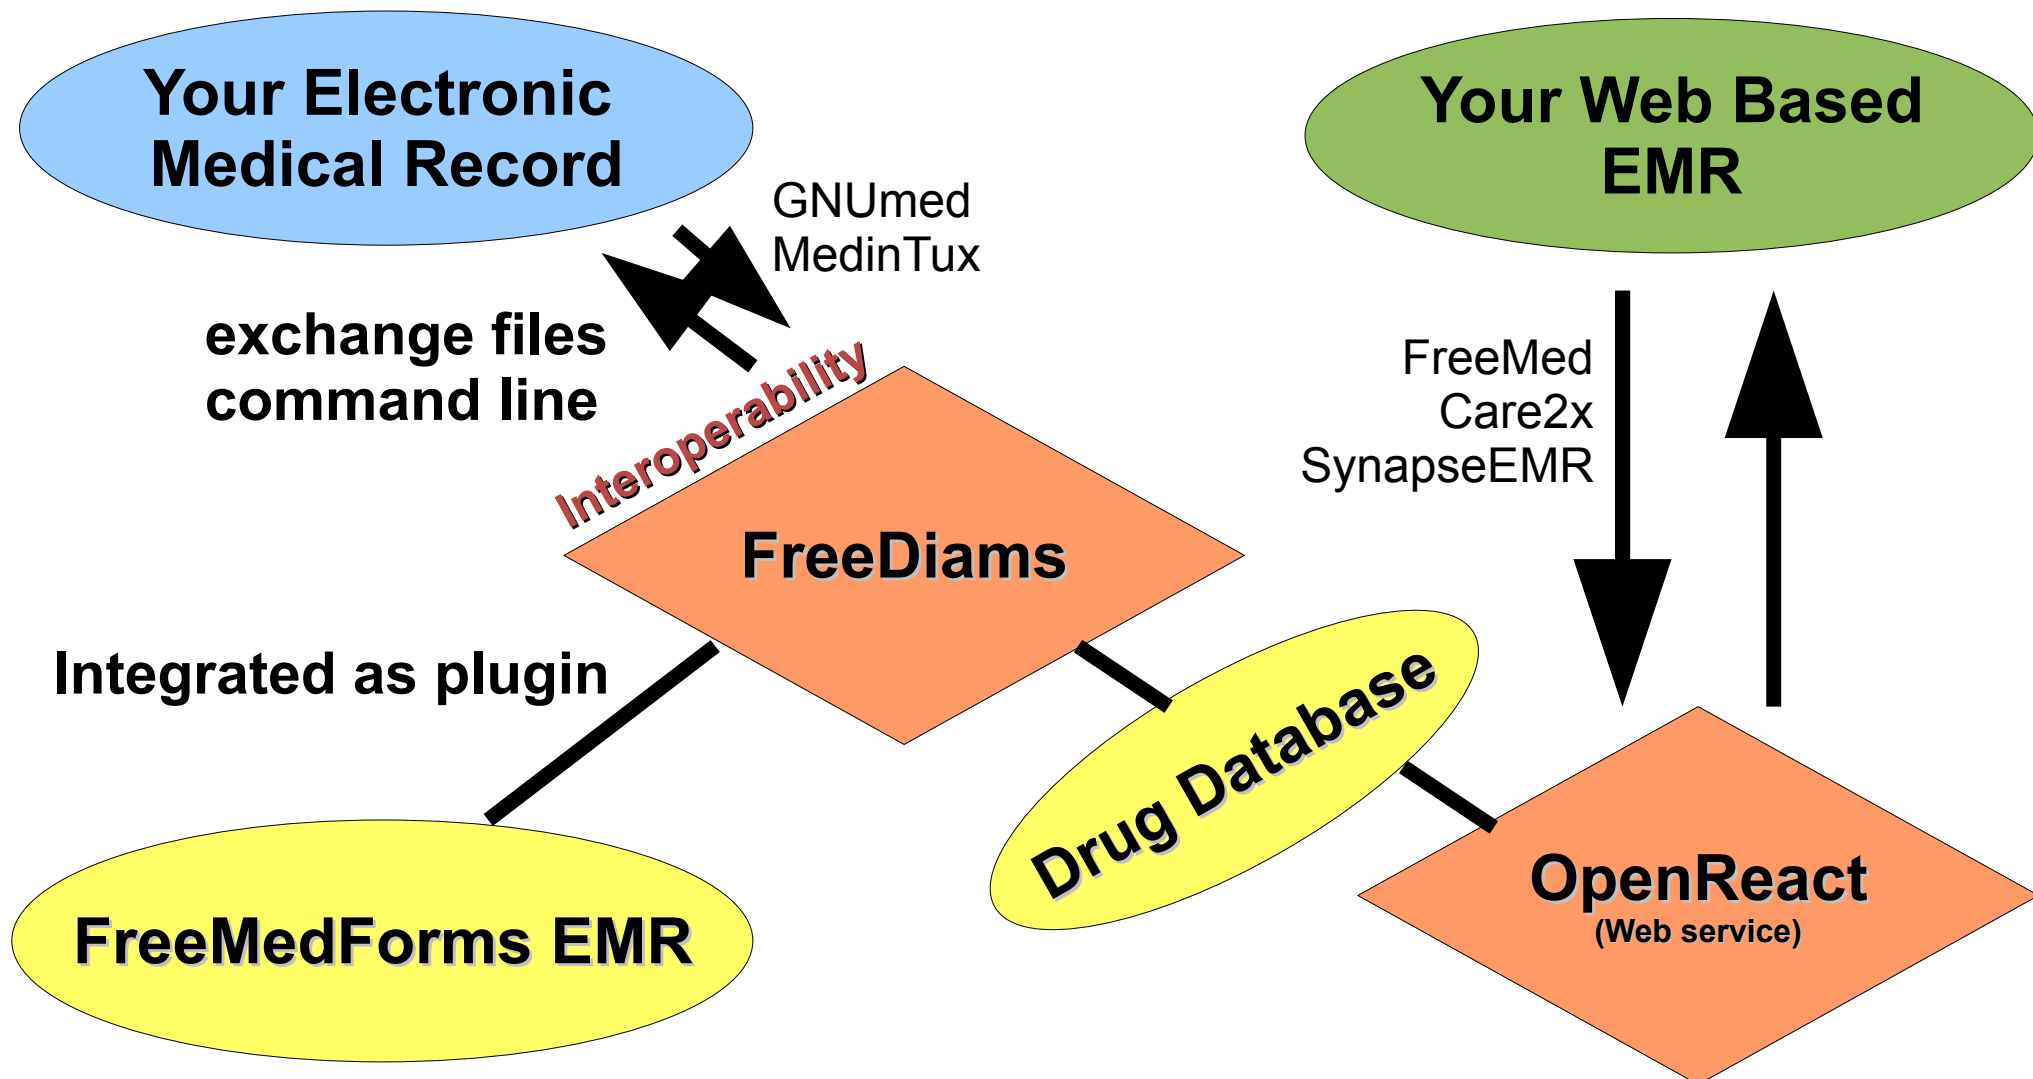 Your Electronic
Medical Record
Your Web Based
EMR
GNUmed
MedinTux
exchange files
command line
Interoperability
FreeMed
Care2x
SynapseEMR
FreeDiams
Integrated as plugin
Drug Database
OpenReact
(Web service)
FreeMedForms EMR